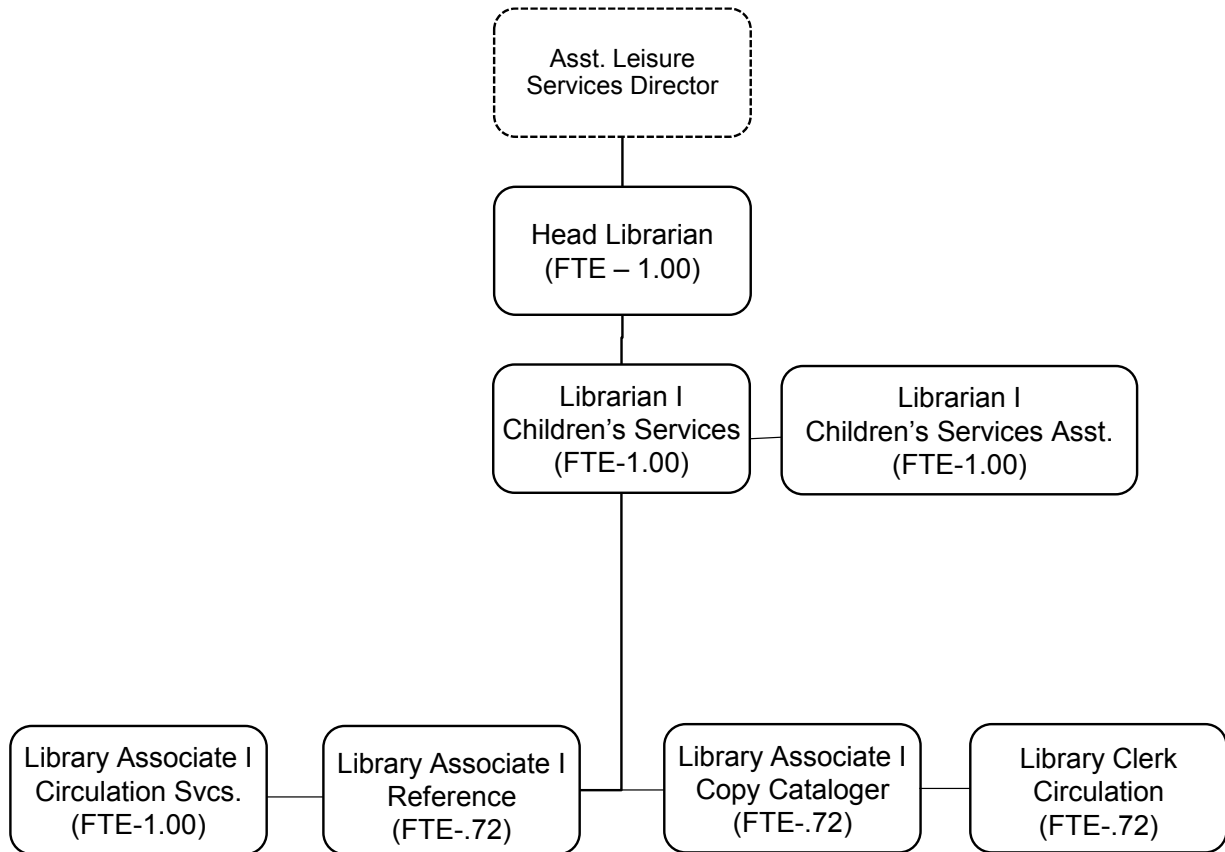 Asst. Leisure
Services Director
Head Librarian
(FTE – 1.00)
Librarian I
Children’s Services
(FTE-1.00)
Librarian I
Children’s Services Asst.
(FTE-1.00)
Library Associate I
Circulation Svcs.
(FTE-1.00)
Library Associate I
Reference
(FTE-.72)
Library Associate I
Copy Cataloger
(FTE-.72)
Library Clerk
Circulation
(FTE-.72)